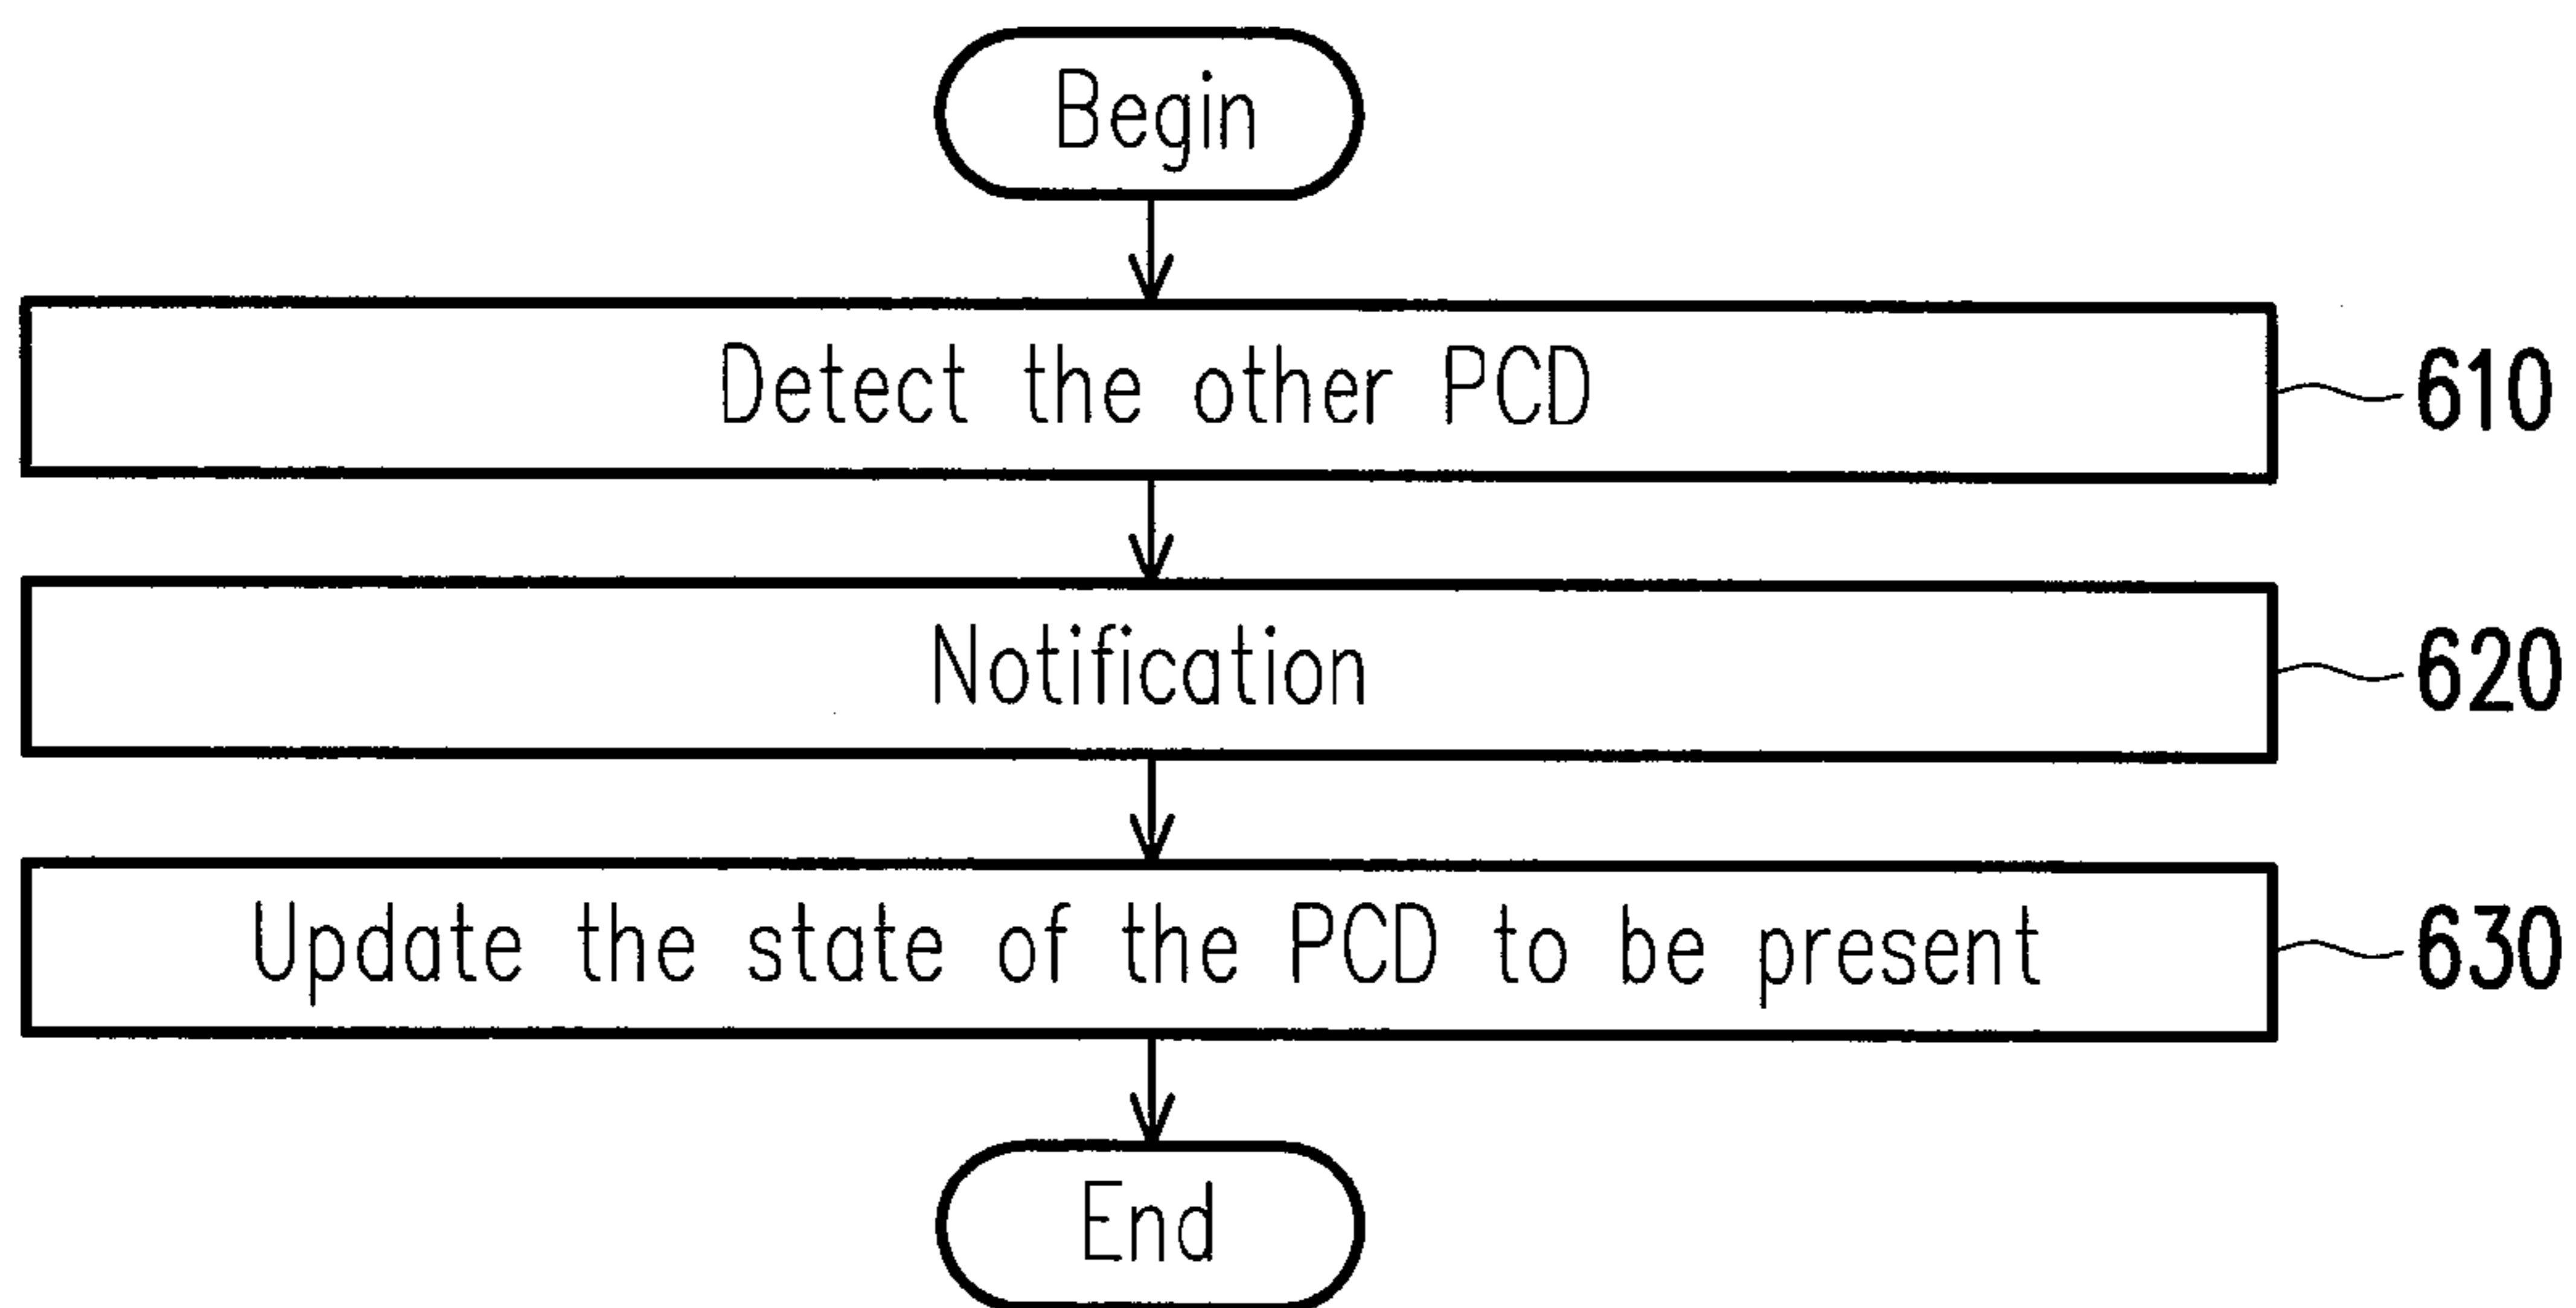 Begin
Detect the other PCD
610
Notification
620
Update the state of the PCD to be present
630
End